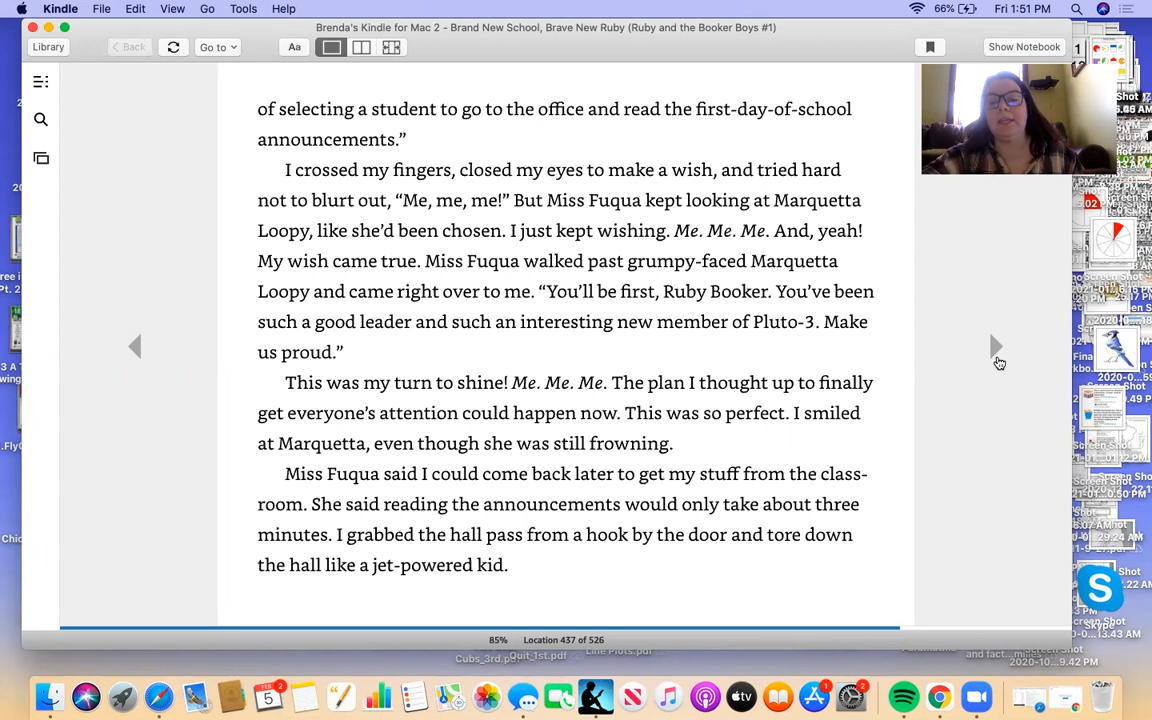 Kindle File Edit View Go Tools Help 66% Fri 1:51 PM
Brenda's Kindle for Mac 2 - Brand New School, Brave New Ruby (Ruby and the Booker Boys #1)
Library Back Go to Aa Show Notebook
of selecting a student to go to the office and read the first-day-of-school
announcements.”
I crossed my fingers, closed my eyes to make a wish, and tried hard
not to blurt out, “Me, me, me!” But Miss Fuqua kept looking at Marquetta
Loopy, like she’d been chosen. I just kept wishing. Me. Me. Me. And, yeah!
My wish came true. Miss Fuqua walked past grumpy-faced Marquetta
Loopy and came right over to me. “You’ll be first, Ruby Booker. You’ve been
such a good leader and such an interesting new member of Pluto-3. Make
us proud.”
This was my turn to shine! Me. Me. Me. The plan I thought up to finally
get everyone’s attention could happen now. This was so perfect. I smiled
at Marquetta, even though she was still frowning.
Miss Fuqua said I could come back later to get my stuff from the class-
room. She said reading the announcements would only take about three
minutes. I grabbed the hall pass from a hook by the door and tore down
the hall like a jet-powered kid.
85% Location 437 of 526
Skype
Quit_1st.pdf
FEB 5